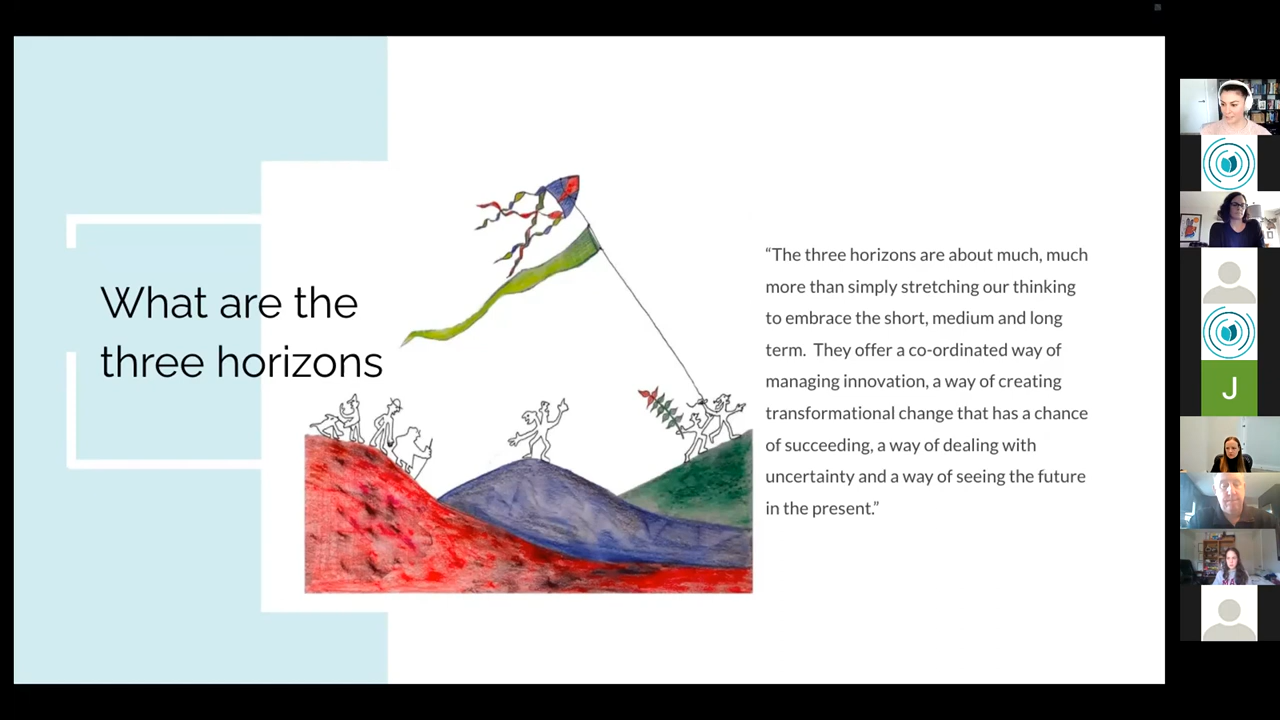 What are the
three horizons
“The three horizons are about much, much
more than simply stretching our thinking
to embrace the short, medium and long
term.  They offer a co-ordinated way of
managing innovation, a way of creating
transformational change that has a chance
of succeeding, a way of dealing with
uncertainty and a way of seeing the future
in the present.”
J